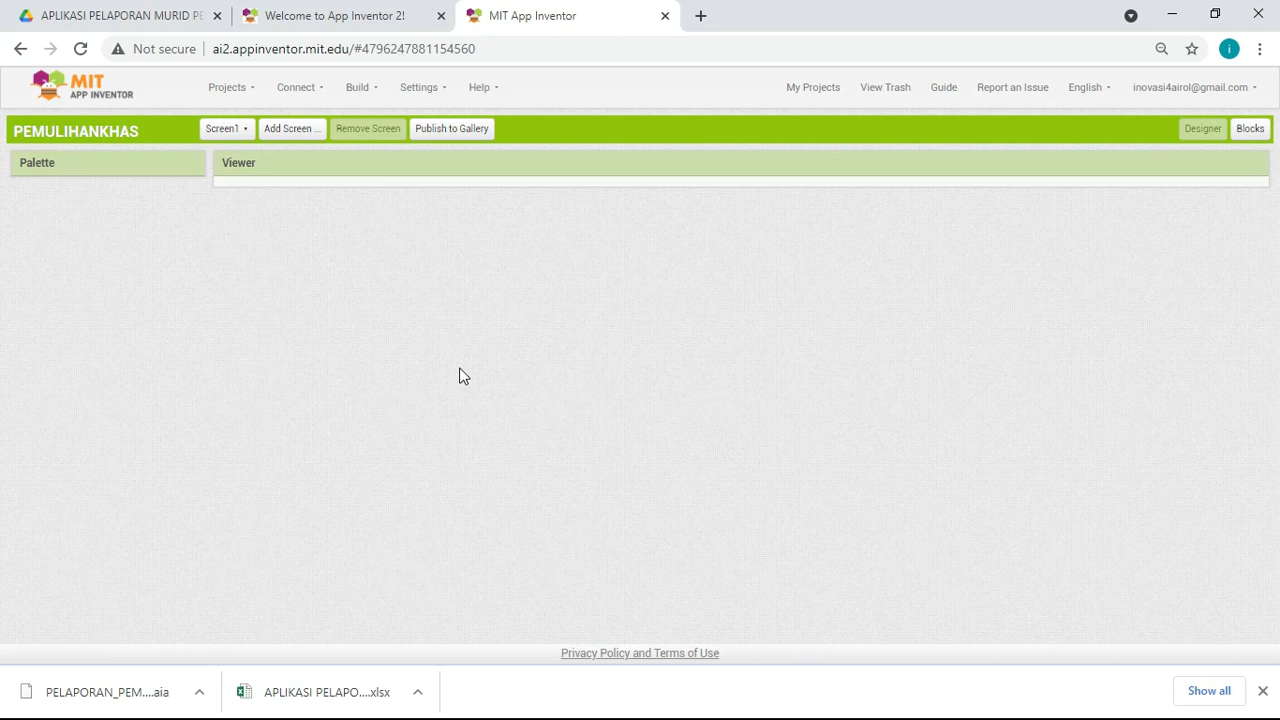 APLIKASI PELAPORAN MURID PE
Welcome to App Inventor 2!
MIT App Inventor
Not secure
ai2.appinventor.mit.edu/#4796247881154560
i
MIT
APP INVENTOR
Projects
Connect
Build
Settings
Help
My Projects
View Trash
Guide
Report an Issue
English
inovasi4airol@gmail.com
PEMULIHANKHAS
Screen1
Add Screen ...
Remove Screen
Publish to Gallery
Designer
Blocks
Palette
Viewer
Privacy Policy and Terms of Use
PELAPORAN_PEM....aia
APLIKASI PELAPO....xlsx
Show all